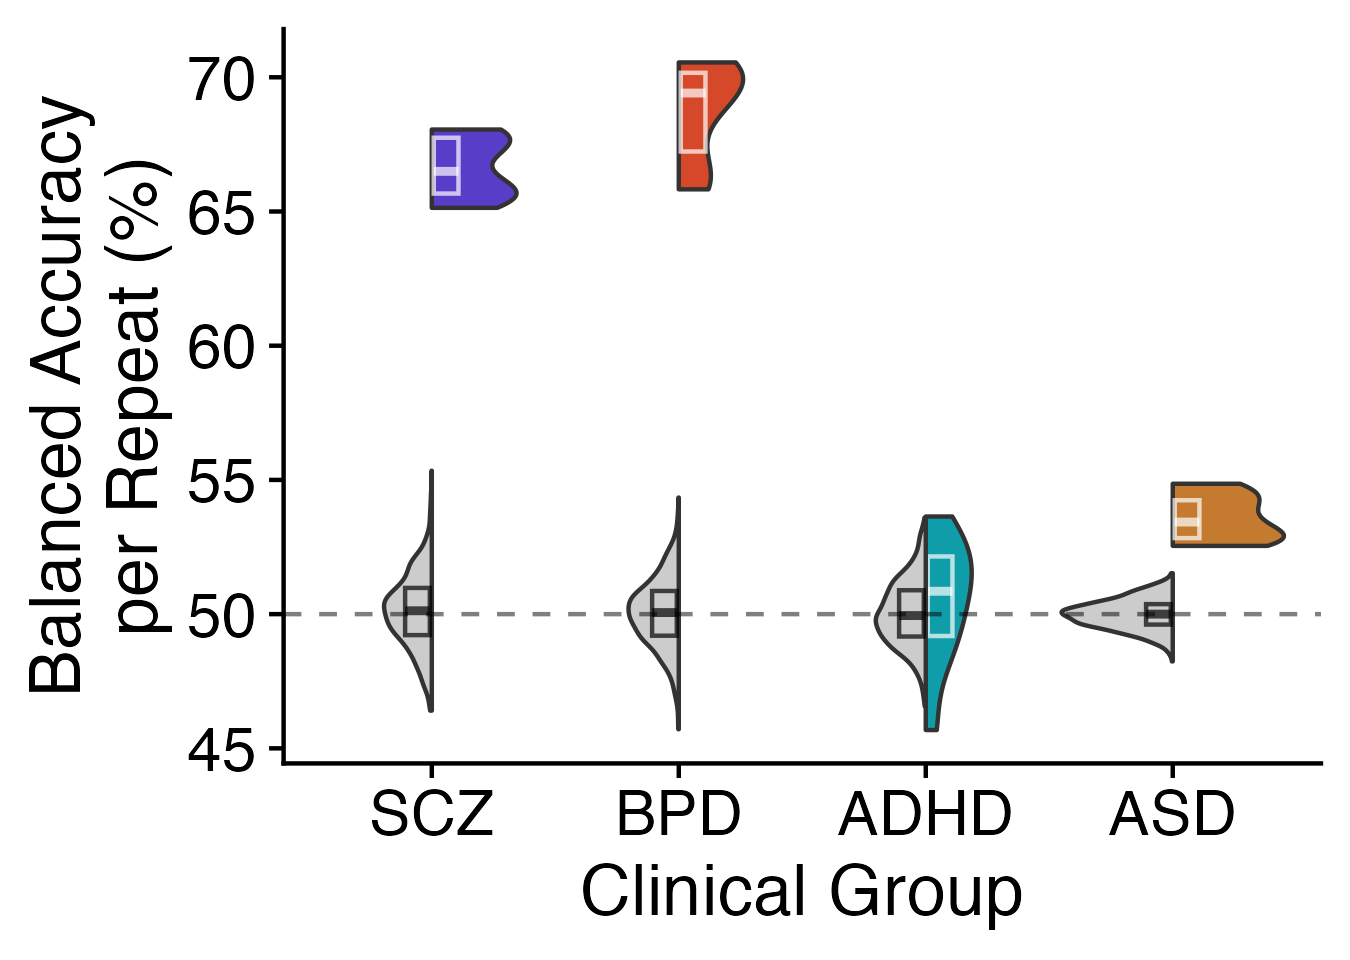 Balanced Accuracy
per Repeat (%)
70
65
60
55
50
45
SCZ BPD ADHD ASD
Clinical Group